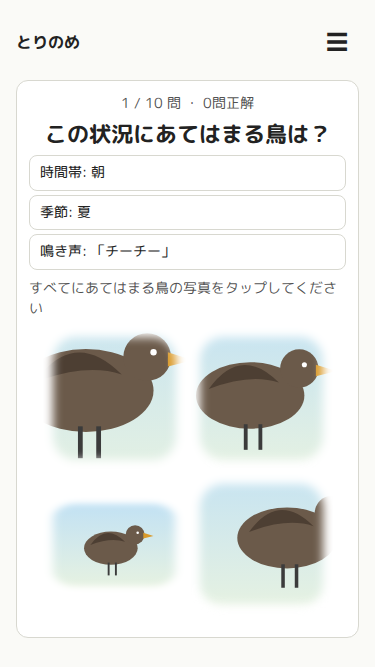 とりのめ
1 / 10 問 · 0問正解
この状況にあてはまる鳥は？
時間帯: 朝
季節: 夏
鳴き声: 「チーチー」
すべてにあてはまる鳥の写真をタップしてくださ
い